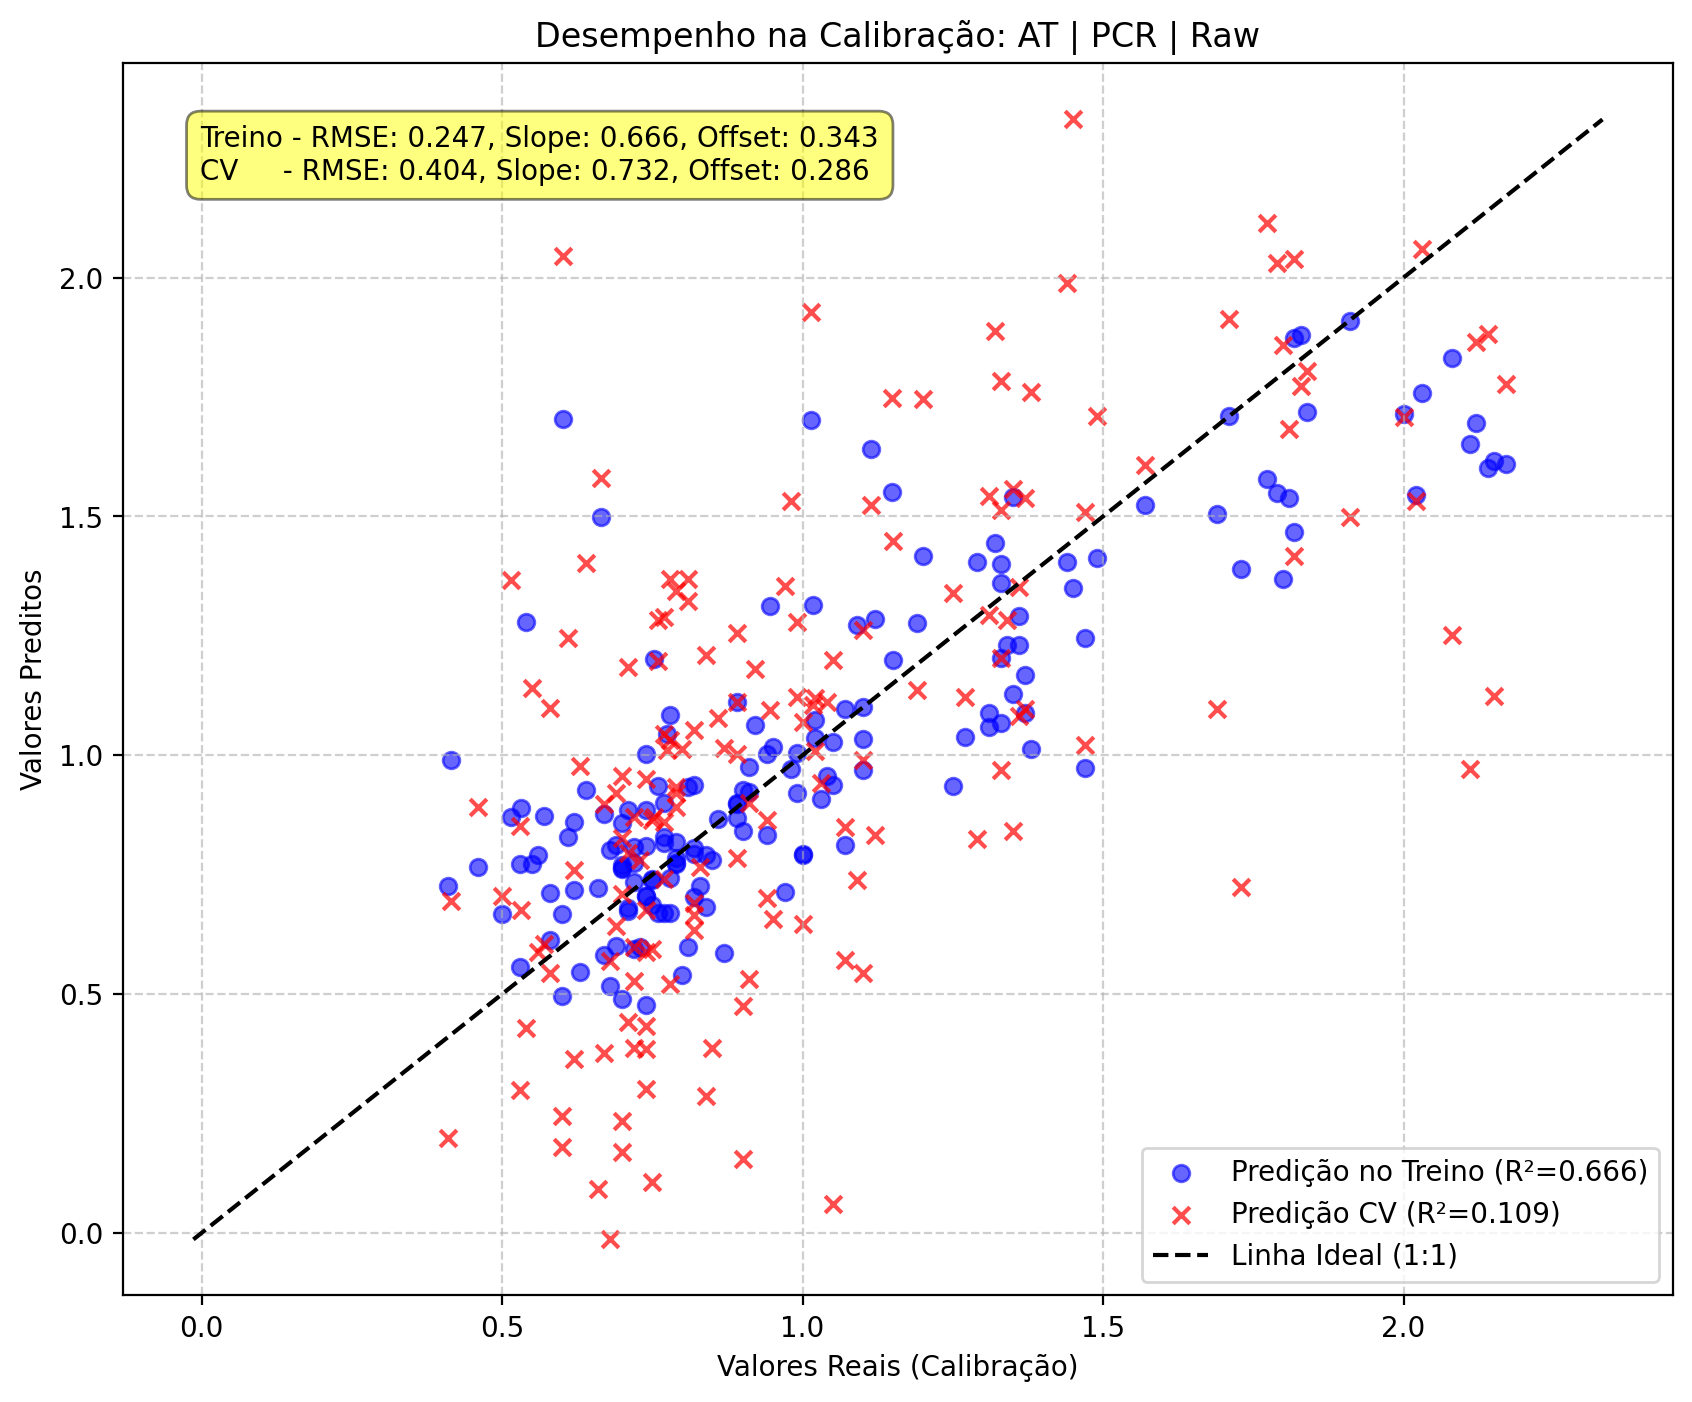 Desempenho na Calibração: AT | PCR | Raw
Treino - RMSE: 0.247, Slope: 0.666, Offset: 0.343
CV - RMSE: 0.404, Slope: 0.732, Offset: 0.286
Valores Preditos
2.0
1.5
1.0
0.5
0.0
Predição no Treino (R²=0.666)
Predição CV (R²=0.109)
Linha Ideal (1:1)
0.0 0.5 1.0 1.5 2.0
Valores Reais (Calibração)